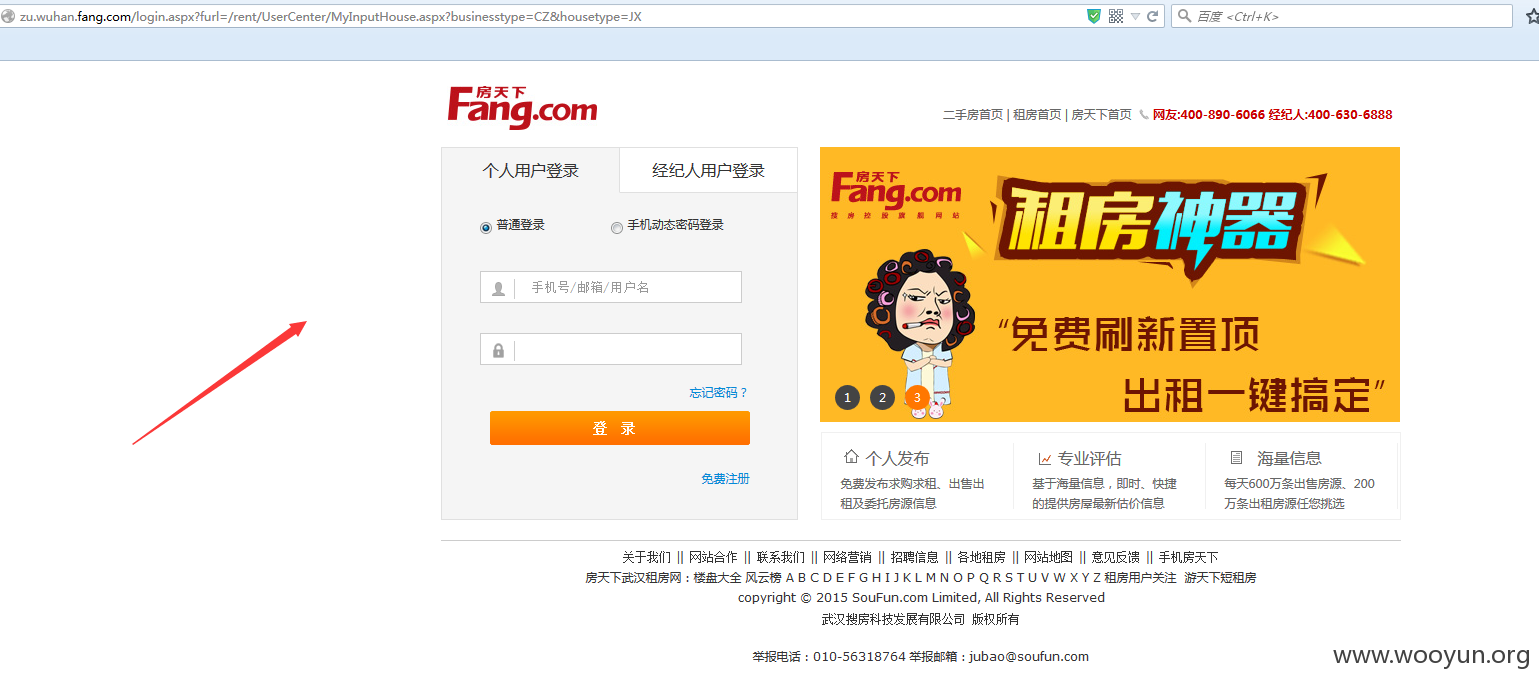 zu.wuhan.fang.com/login.aspx?furl=/rent/UserCenter/MyInputHouse.aspx?businesstype=CZ&housetype=JX
百度 <Ctrl+K>
房天下
Fang.com
二手房首页 | 租房首页 | 房天下首页 网友:400-890-6066 经纪人:400-630-6888
个人用户登录 经纪人用户登录
普通登录 手机动态密码登录
手机号/邮箱/用户名
忘记密码？
登 录
免费注册
房天下
Fang.com
搜房控股旗舰网站
租房神器
“免费刷新置顶
出租一键搞定”
1 2 3
个人发布
免费发布求购求租、出售出
租及委托房源信息
专业评估
基于海量信息，即时、快捷
的提供房屋最新估价信息
海量信息
每天600万条出售房源、200
万条出租房源任您挑选
关于我们 || 网站合作 || 联系我们 || 网络营销 || 招聘信息 || 各地租房 || 网站地图 || 意见反馈 || 手机房天下
房天下武汉租房网：楼盘大全 风云榜 A B C D E F G H I J K L M N O P Q R S T U V W X Y Z 租房用户关注 游天下短租房
copyright © 2015 SouFun.com Limited, All Rights Reserved
武汉搜房科技发展有限公司 版权所有
举报电话：010-56318764 举报邮箱：jubao@soufun.com
www.wooyun.org